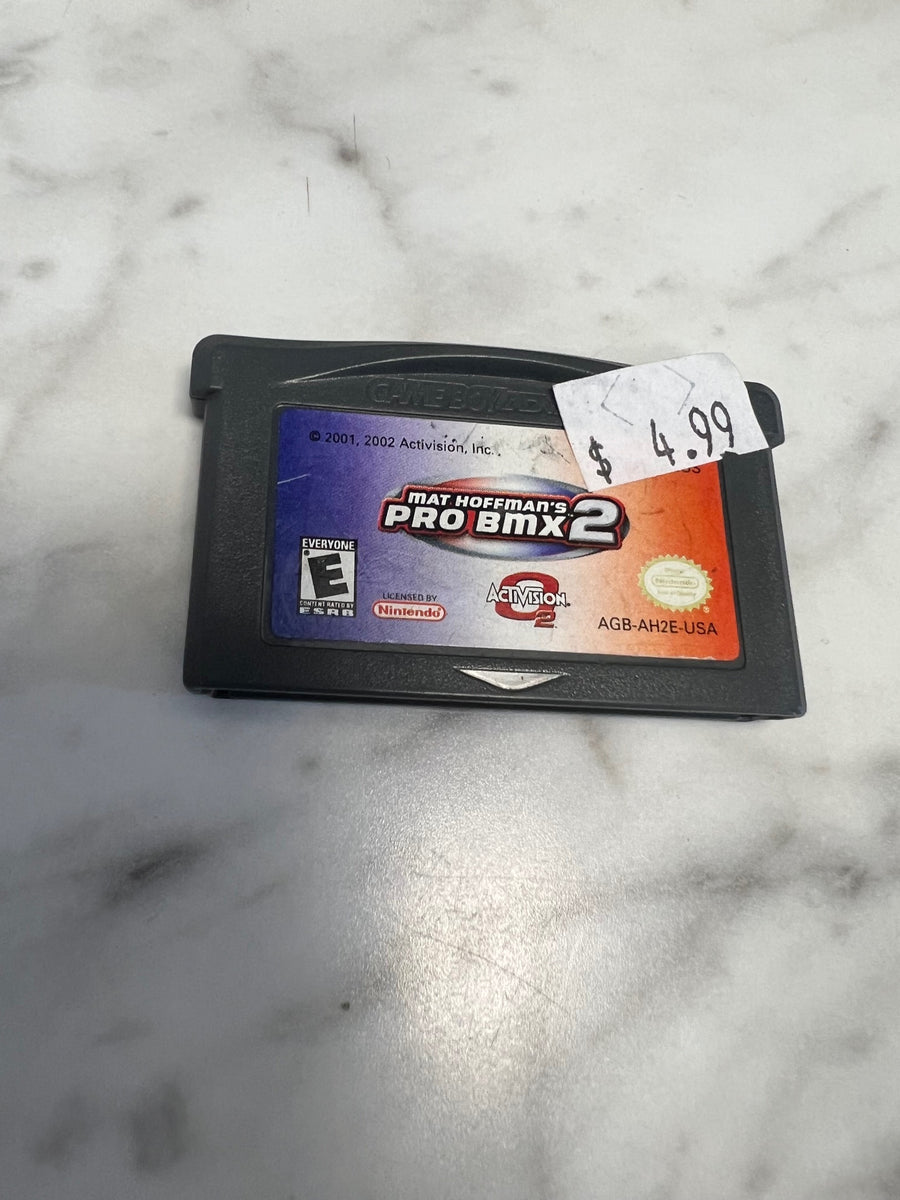 GAME BOY ADV
$ 4.99
© 2001, 2002 Activision, Inc.
MAT HOFFMAN'S
PRO BMX 2
EVERYONE
E
CONTENT RATED BY
ESRB
LICENSED BY
Nintendo
ACTIVISION
O2
AGB-AH2E-USA